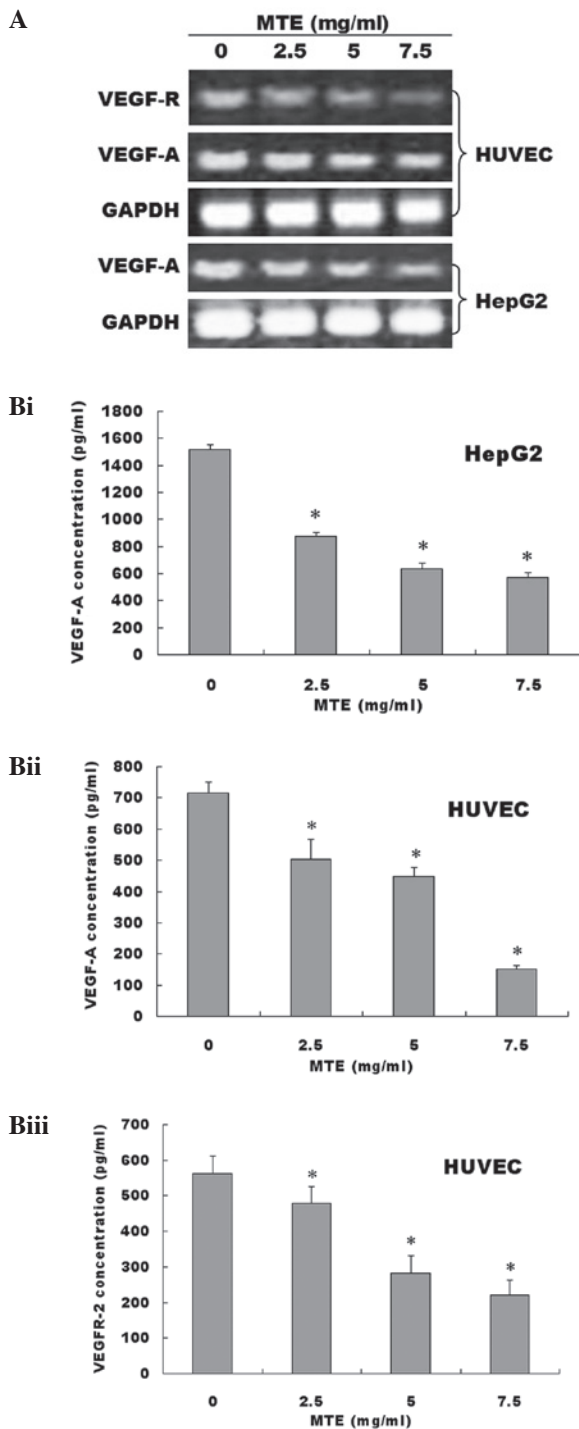 A
MTE (mg/ml)
0 2.5 5 7.5
VEGF-R
VEGF-A
HUVEC
GAPDH
VEGF-A
HepG2
GAPDH
Bi
HepG2
VEGF-A concentration (pg/ml)
1800
1600
1400
1200
1000
800
600
400
200
0
* * *
0 2.5 5 7.5
MTE (mg/ml)
Bii
HUVEC
VEGF-A concentration (pg/ml)
800
700
600
500
400
300
200
100
0
* * *
0 2.5 5 7.5
MTE (mg/ml)
Biii
HUVEC
VEGFR-2 concentration (pg/ml)
700
600
500
400
300
200
100
0
* * *
0 2.5 5 7.5
MTE (mg/ml)